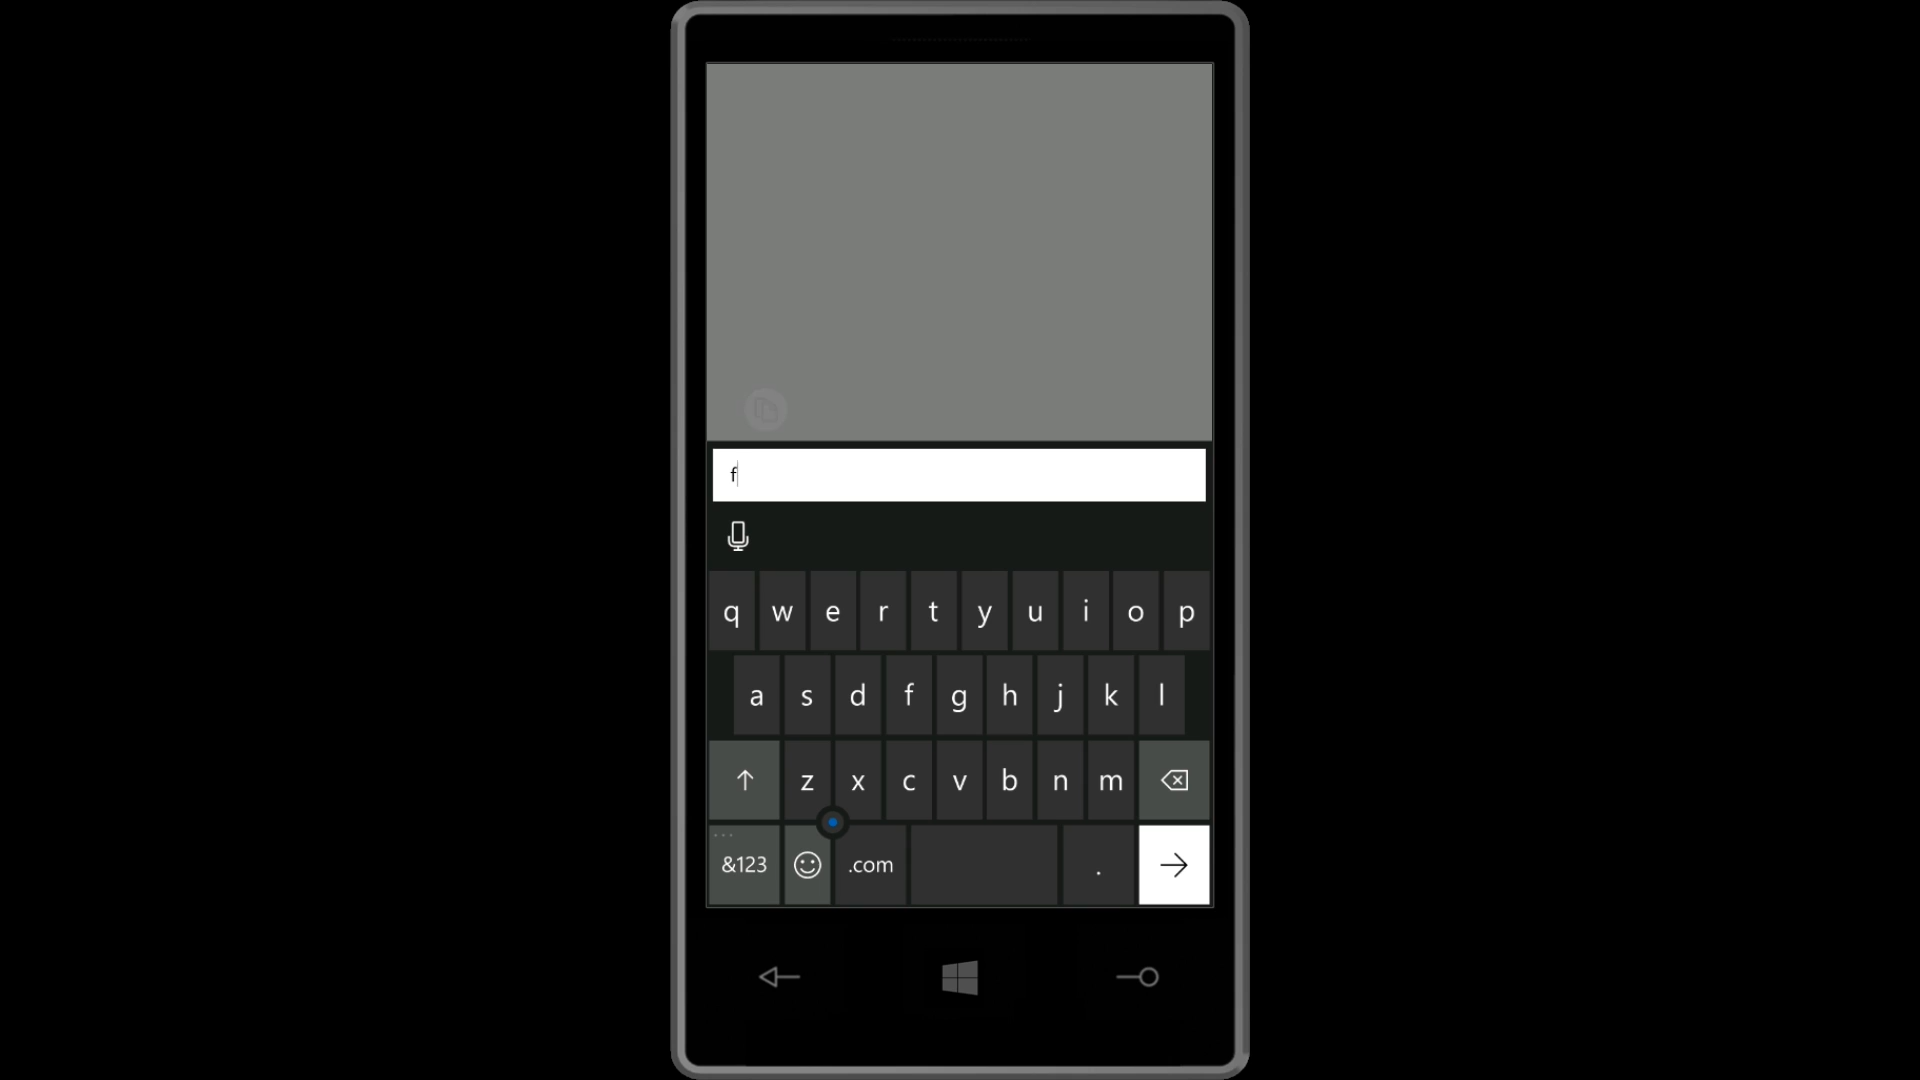 f
q w e r t y u i o p
a s d f g h j k l
z x c v b n m
&123 .com .